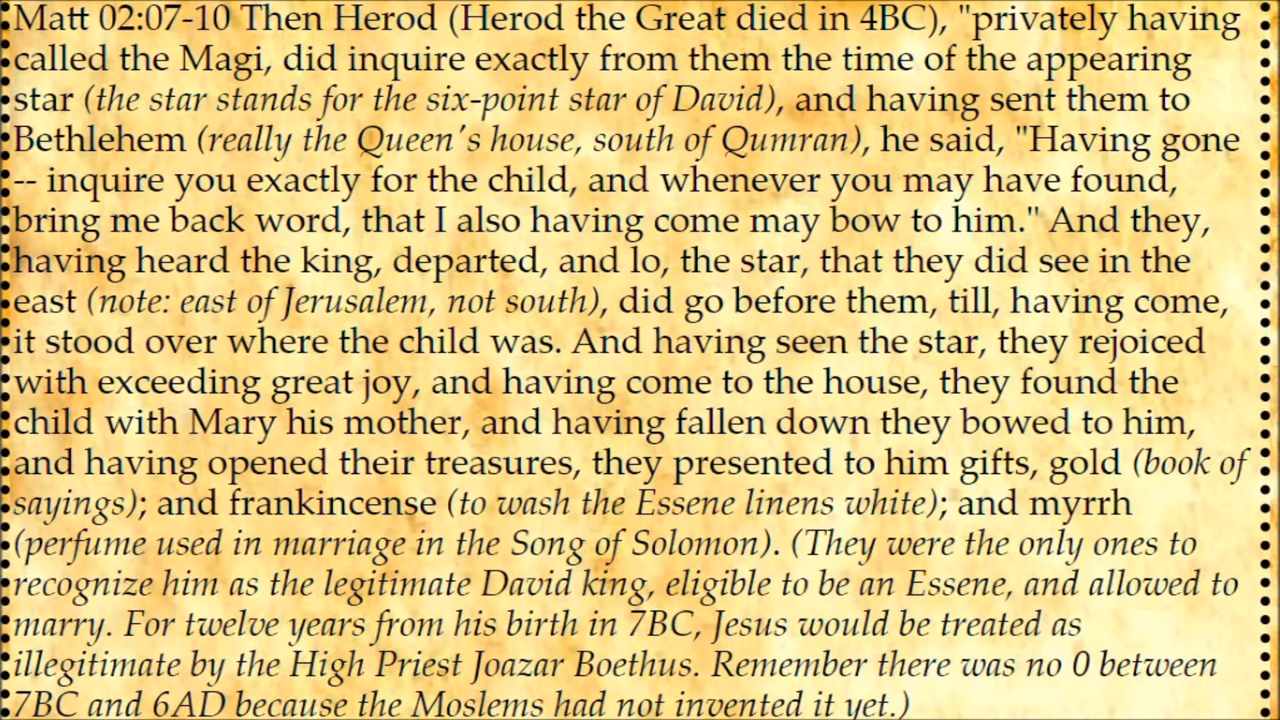 Matt 02:07-10 Then Herod (Herod the Great died in 4BC), "privately having
called the Magi, did inquire exactly from them the time of the appearing
star (the star stands for the six-point star of David), and having sent them to
Bethlehem (really the Queen's house, south of Qumran), he said, "Having gone
-- inquire you exactly for the child, and whenever you may have found,
bring me back word, that I also having come may bow to him." And they,
having heard the king, departed, and lo, the star, that they did see in the
east (note: east of Jerusalem, not south), did go before them, till, having come,
it stood over where the child was. And having seen the star, they rejoiced
with exceeding great joy, and having come to the house, they found the
child with Mary his mother, and having fallen down they bowed to him,
and having opened their treasures, they presented to him gifts, gold (book of
sayings); and frankincense (to wash the Essene linens white); and myrrh
(perfume used in marriage in the Song of Solomon). (They were the only ones to
recognize him as the legitimate David king, eligible to be an Essene, and allowed to
marry. For twelve years from his birth in 7BC, Jesus would be treated as
illegitimate by the High Priest Joazar Boethus. Remember there was no 0 between
7BC and 6AD because the Moslems had not invented it yet.)